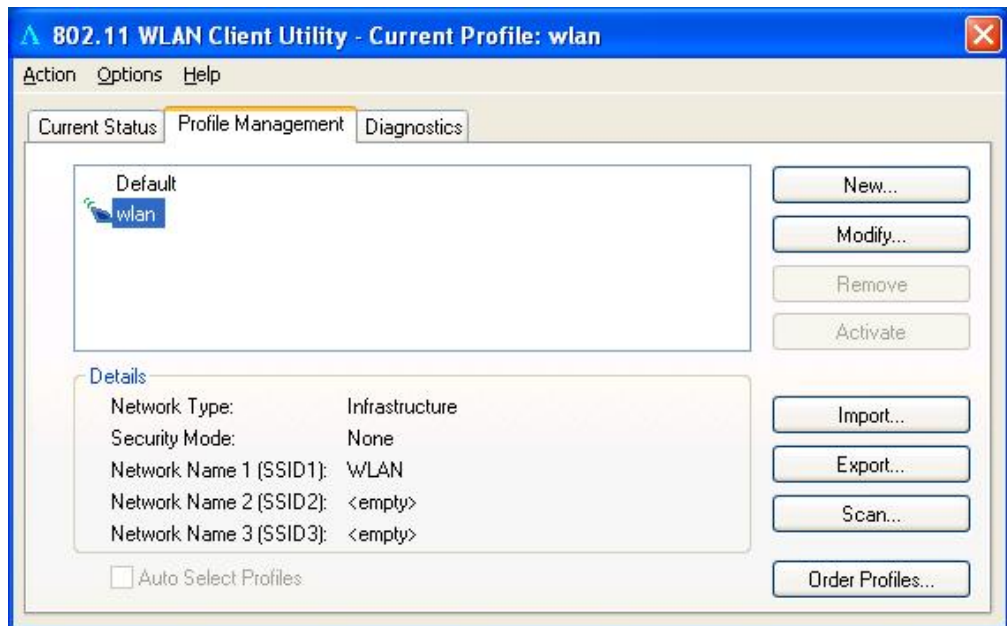 802.11 WLAN Client Utility - Current Profile: wlan
Action Options Help
Current Status Profile Management Diagnostics
Default
wlan
New...
Modify...
Remove
Activate
Details
Network Type: Infrastructure
Security Mode: None
Network Name 1 (SSID1): WLAN
Network Name 2 (SSID2): <empty>
Network Name 3 (SSID3): <empty>
Import...
Export...
Scan...
Auto Select Profiles
Order Profiles...